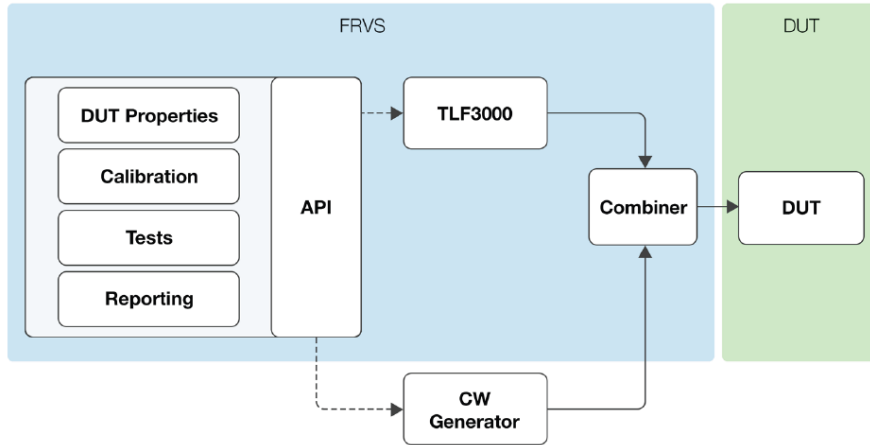 FRVS
DUT
DUT Properties
Calibration
Tests
Reporting
API
TLF3000
Combiner
DUT
CW
Generator